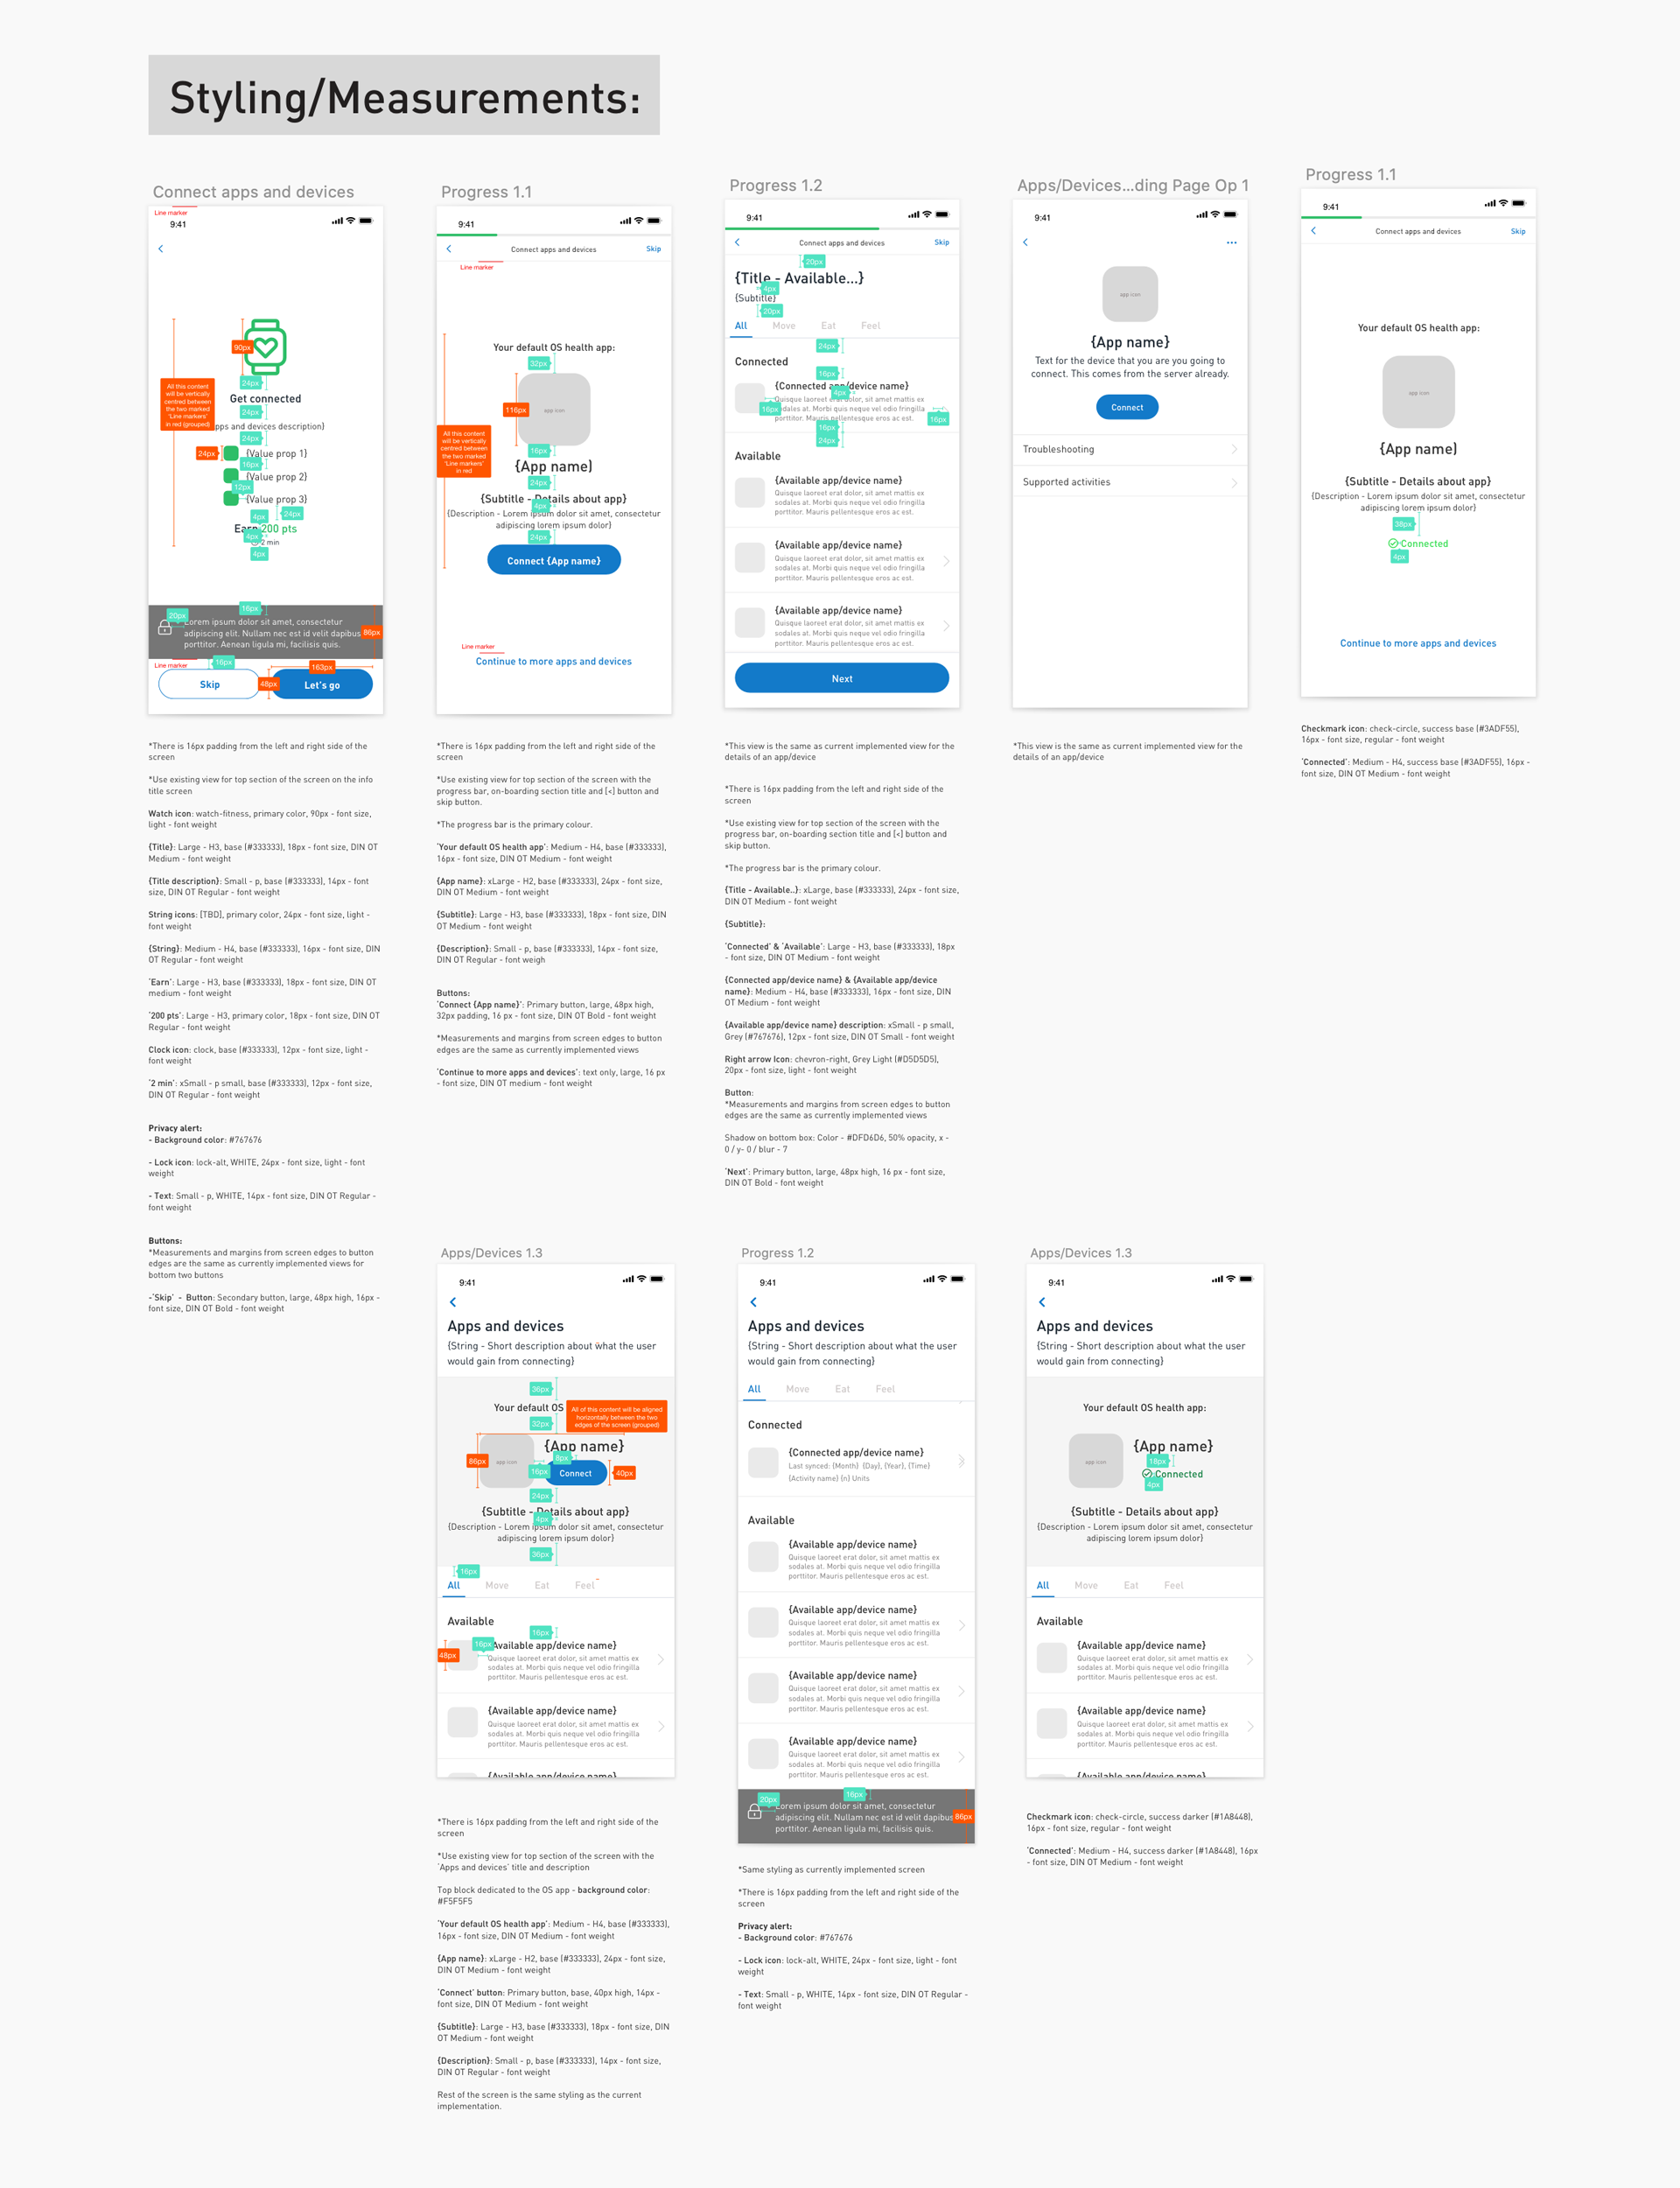 Styling/Measurements:
Connect apps and devices
Line marker
9:41
90px
24px
All this content
will be vertically
centred between
the two marked
"Line markers"
in red (grouped)
Get connected
24px
pps and devices description}
24px
24px
{Value prop 1}
16px
{Value prop 2}
12px
{Value prop 3}
4px
24px
Earn 200 pts
4px
2 min
4px
16px
20px
Lorem ipsum dolor sit amet, consectetur
adipiscing elit. Nullam nec est id velit dapibus
porttitor. Aenean ligula mi, facilisis quis.
86px
Line marker
16px
163px
Skip
48px
Let's go
*There is 16px padding from the left and right side of the
screen
*Use existing view for top section of the screen on the info
title screen
Watch icon: watch-fitness, primary color, 90px - font size,
light - font weight
{Title}: Large - H3, base (#333333), 18px - font size, DIN OT
Medium - font weight
{Title description}: Small - p, base (#333333), 14px - font
size, DIN OT Regular - font weight
String icons: [TBD], primary color, 24px - font size, light -
font weight
{String}: Medium - H4, base (#333333), 16px - font size, DIN
OT Regular - font weight
'Earn': Large - H3, base (#333333), 18px - font size, DIN OT
medium - font weight
'200 pts': Large - H3, primary color, 18px - font size, DIN OT
Regular - font weight
Clock icon: clock, base (#333333), 12px - font size, light -
font weight
'2 min': xSmall - p small, base (#333333), 12px - font size,
DIN OT Regular - font weight
Privacy alert:
- Background color: #767676
- Lock icon: lock-alt, WHITE, 24px - font size, light - font
weight
- Text: Small - p, WHITE, 14px - font size, DIN OT Regular -
font weight
Buttons:
*Measurements and margins from screen edges to button
edges are the same as currently implemented views for
bottom two buttons
-'Skip' - Button: Secondary button, large, 48px high, 16px -
font size, DIN OT Bold - font weight
Progress 1.1
9:41
Connect apps and devices
Skip
Line marker
Your default OS health app:
32px
116px
app icon
All this content
will be vertically
centred between
the two marked
"Line markers"
in red
16px
{App name)
24px
{Subtitle - Details about app}
4px
{Description - Lorem ipsum dolor sit amet, consectetur
adipiscing lorem ipsum dolor}
24px
Connect {App name}
Line marker
Continue to more apps and devices
*There is 16px padding from the left and right side of the
screen
*Use existing view for top section of the screen with the
progress bar, on-boarding section title and [<] button and
skip button.
*The progress bar is the primary colour.
'Your default OS health app': Medium - H4, base (#333333),
16px - font size, DIN OT Medium - font weight
{App name}: xLarge - H2, base (#333333), 24px - font size,
DIN OT Medium - font weight
{Subtitle}: Large - H3, base (#333333), 18px - font size, DIN
OT Medium - font weight
{Description}: Small - p, base (#333333), 14px - font size,
DIN OT Regular - font weigh
Buttons:
'Connect {App name}': Primary button, large, 48px high,
32px padding, 16 px - font size, DIN OT Bold - font weight
*Measurements and margins from screen edges to button
edges are the same as currently implemented views
'Continue to more apps and devices': text only, large, 16 px
- font size, DIN OT medium - font weight
Progress 1.2
9:41
Connect apps and devices
Skip
20px
{Title - Available...}
4px
{Subtitle}
20px
All Move Eat Feel
24px
Connected
16px
{Connected app/device name}
4px
Quisque laoreet erat dolor, sit amet mattis ex
16px
sodales at. Morbi quis neque vel odio fringilla
porttitor. Mauris pellentesque eros ac est.
16px
16px
24px
Available
{Available app/device name}
Quisque laoreet erat dolor, sit amet mattis ex
sodales at. Morbi quis neque vel odio fringilla
porttitor. Mauris pellentesque eros ac est.
{Available app/device name}
Quisque laoreet erat dolor, sit amet mattis ex
sodales at. Morbi quis neque vel odio fringilla
porttitor. Mauris pellentesque eros ac est.
{Available app/device name}
Quisque laoreet erat dolor, sit amet mattis ex
sodales at. Morbi quis neque vel odio fringilla
porttitor. Mauris pellentesque eros ac est.
Next
*This view is the same as current implemented view for the
details of an app/device
*There is 16px padding from the left and right side of the
screen
*Use existing view for top section of the screen with the
progress bar, on-boarding section title and [<] button and
skip button.
*The progress bar is the primary colour.
{Title - Available..}: xLarge, base (#333333), 24px - font size,
DIN OT Medium - font weight
{Subtitle}:
'Connected' & 'Available': Large - H3, base (#333333), 18px
- font size, DIN OT Medium - font weight
{Connected app/device name} & {Available app/device
name}: Medium - H4, base (#333333), 16px - font size, DIN
OT Medium - font weight
{Available app/device name} description: xSmall - p small,
Grey (#767676), 12px - font size, DIN OT Small - font weight
Right arrow Icon: chevron-right, Grey Light (#D5D5D5),
20px - font size, light - font weight
Button:
*Measurements and margins from screen edges to button
edges are the same as currently implemented views
Shadow on bottom box: Color - #DFD6D6, 50% opacity, x -
0 / y- 0 / blur - 7
'Next': Primary button, large, 48px high, 16 px - font size,
DIN OT Bold - font weight
Apps/Devices...ding Page Op 1
9:41
app icon
{App name}
Text for the device that you are you going to
connect. This comes from the server already.
Connect
Troubleshooting
Supported activities
*This view is the same as current implemented view for the
details of an app/device
Progress 1.1
9:41
Connect apps and devices
Skip
Your default OS health app:
app icon
{App name)
{Subtitle - Details about app}
{Description - Lorem ipsum dolor sit amet, consectetur
adipiscing lorem ipsum dolor}
38px
Connected
4px
Continue to more apps and devices
Checkmark icon: check-circle, success base (#3ADF55),
16px - font size, regular - font weight
'Connected': Medium - H4, success base (#3ADF55), 16px -
font size, DIN OT Medium - font weight
Apps/Devices 1.3
9:41
Apps and devices
{String - Short description about what the user
would gain from connecting}
36px
Your default OS
All of this content will be aligned
horizontally between the two
edges of the screen (grouped)
32px
{App name}
86px
app icon
8px
16px
Connect
40px
24px
{Subtitle - Details about app}
4px
{Description - Lorem ipsum dolor sit amet, consectetur
adipiscing lorem ipsum dolor}
36px
16px
All Move Eat Feel
Available
16px
16px
Available app/device name}
48px
Quisque laoreet erat dolor, sit amet mattis ex
sodales at. Morbi quis neque vel odio fringilla
porttitor. Mauris pellentesque eros ac est.
{Available app/device name}
Quisque laoreet erat dolor, sit amet mattis ex
sodales at. Morbi quis neque vel odio fringilla
porttitor. Mauris pellentesque eros ac est.
{Available app/device name}
*There is 16px padding from the left and right side of the
screen
*Use existing view for top section of the screen with the
'Apps and devices' title and description
Top block dedicated to the OS app - background color:
#F5F5F5
'Your default OS health app': Medium - H4, base (#333333),
16px - font size, DIN OT Medium - font weight
{App name}: xLarge - H2, base (#333333), 24px - font size,
DIN OT Medium - font weight
'Connect' button: Primary button, base, 40px high, 14px -
font size, DIN OT Medium - font weight
{Subtitle}: Large - H3, base (#333333), 18px - font size, DIN
OT Medium - font weight
{Description}: Small - p, base (#333333), 14px - font size,
DIN OT Regular - font weight
Rest of the screen is the same styling as the current
implementation.
Progress 1.2
9:41
Apps and devices
{String - Short description about what the user
would gain from connecting}
All Move Eat Feel
Connected
{Connected app/device name}
Last synced: {Month} {Day}, {Year}, {Time}
{Activity name} {n} Units
Available
{Available app/device name}
Quisque laoreet erat dolor, sit amet mattis ex
sodales at. Morbi quis neque vel odio fringilla
porttitor. Mauris pellentesque eros ac est.
{Available app/device name}
Quisque laoreet erat dolor, sit amet mattis ex
sodales at. Morbi quis neque vel odio fringilla
porttitor. Mauris pellentesque eros ac est.
{Available app/device name}
Quisque laoreet erat dolor, sit amet mattis ex
sodales at. Morbi quis neque vel odio fringilla
porttitor. Mauris pellentesque eros ac est.
{Available app/device name}
Quisque laoreet erat dolor, sit amet mattis ex
sodales at. Morbi quis neque vel odio fringilla
porttitor. Mauris pellentesque eros ac est.
16px
20px
Lorem ipsum dolor sit amet, consectetur
adipiscing elit. Nullam nec est id velit dapibus
porttitor. Aenean ligula mi, facilisis quis.
86px
*Same styling as currently implemented screen
*There is 16px padding from the left and right side of the
screen
Privacy alert:
- Background color: #767676
- Lock icon: lock-alt, WHITE, 24px - font size, light - font
weight
- Text: Small - p, WHITE, 14px - font size, DIN OT Regular -
font weight
Apps/Devices 1.3
9:41
Apps and devices
{String - Short description about what the user
would gain from connecting}
Your default OS health app:
app icon
{App name}
18px
Connected
4px
{Subtitle - Details about app}
{Description - Lorem ipsum dolor sit amet, consectetur
adipiscing lorem ipsum dolor}
All Move Eat Feel
Available
{Available app/device name}
Quisque laoreet erat dolor, sit amet mattis ex
sodales at. Morbi quis neque vel odio fringilla
porttitor. Mauris pellentesque eros ac est.
{Available app/device name}
Quisque laoreet erat dolor, sit amet mattis ex
sodales at. Morbi quis neque vel odio fringilla
porttitor. Mauris pellentesque eros ac est.
{Available app/device name}
Checkmark icon: check-circle, success darker (#1A8448),
16px - font size, regular - font weight
'Connected': Medium - H4, success darker (#1A8448), 16px
- font size, DIN OT Medium - font weight